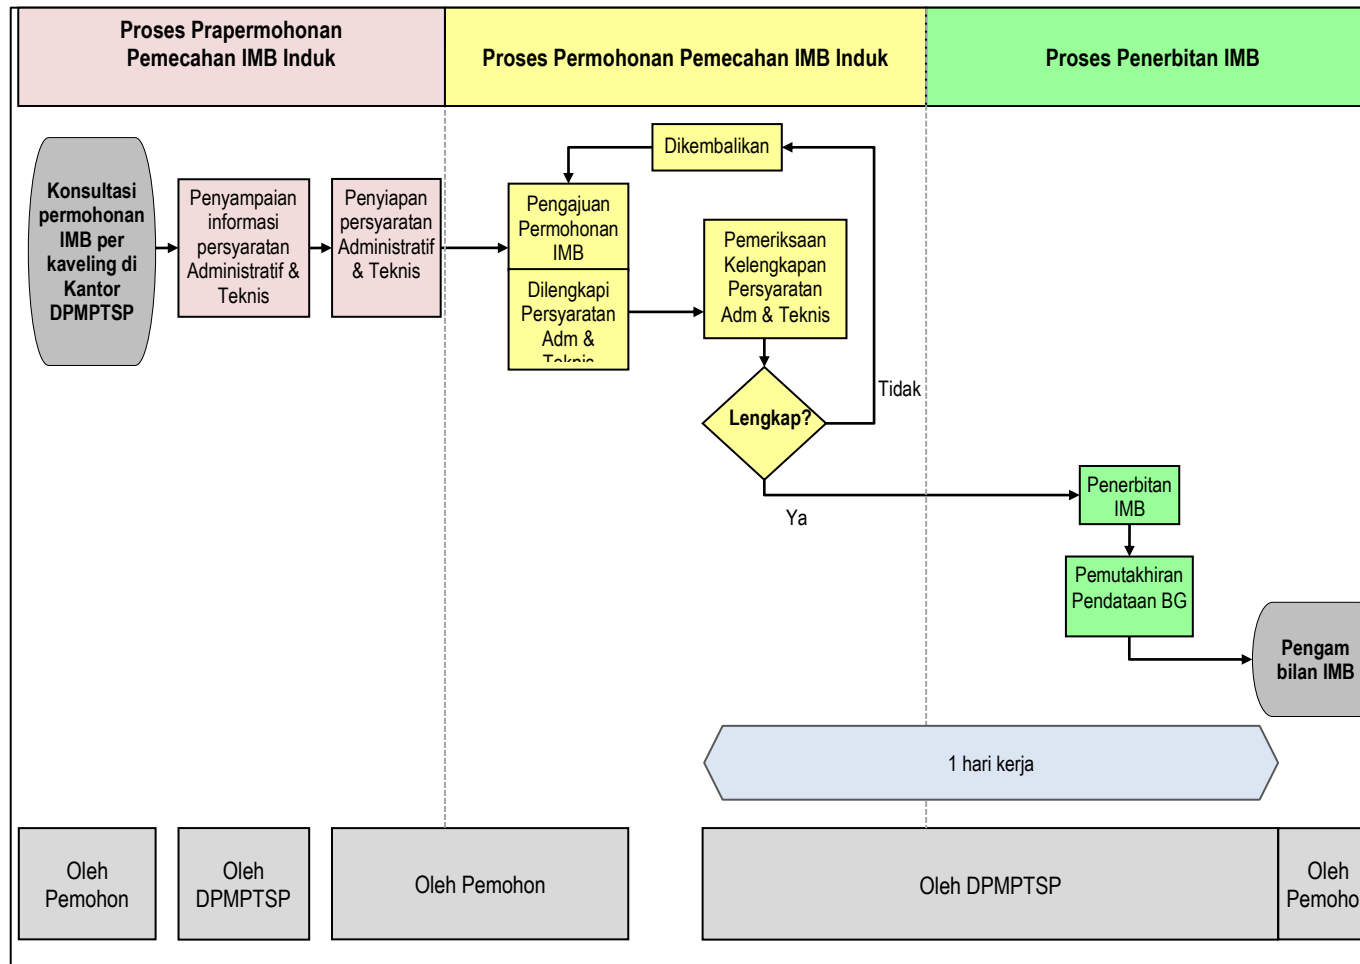 Proses Prapermohonan
Pemecahan IMB Induk
Proses Permohonan Pemecahan IMB Induk
Proses Penerbitan IMB
Konsultasi
permohonan
IMB per
kaveling di
Kantor
DPMPTSP
Penyampaian
informasi
persyaratan
Administratif &
Teknis
Penyiapan
persyaratan
Administratif
& Teknis
Dikembalikan
Pengajuan
Permohonan
IMB
Dilengkapi
Persyaratan
Adm &
Teknis
Pemeriksaan
Kelengkapan
Persyaratan
Adm & Teknis
Lengkap?
Tidak
Ya
Penerbitan
IMB
Pemutakhiran
Pendataan BG
Pengam
bilan IMB
1 hari kerja
Oleh
Pemohon
Oleh
DPMPTSP
Oleh Pemohon
Oleh DPMPTSP
Oleh
Pemohon